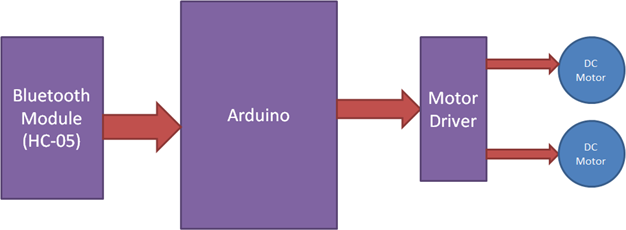 Bluetooth
Module
(HC-05)
Arduino
Motor
Driver
DC
Motor
DC
Motor